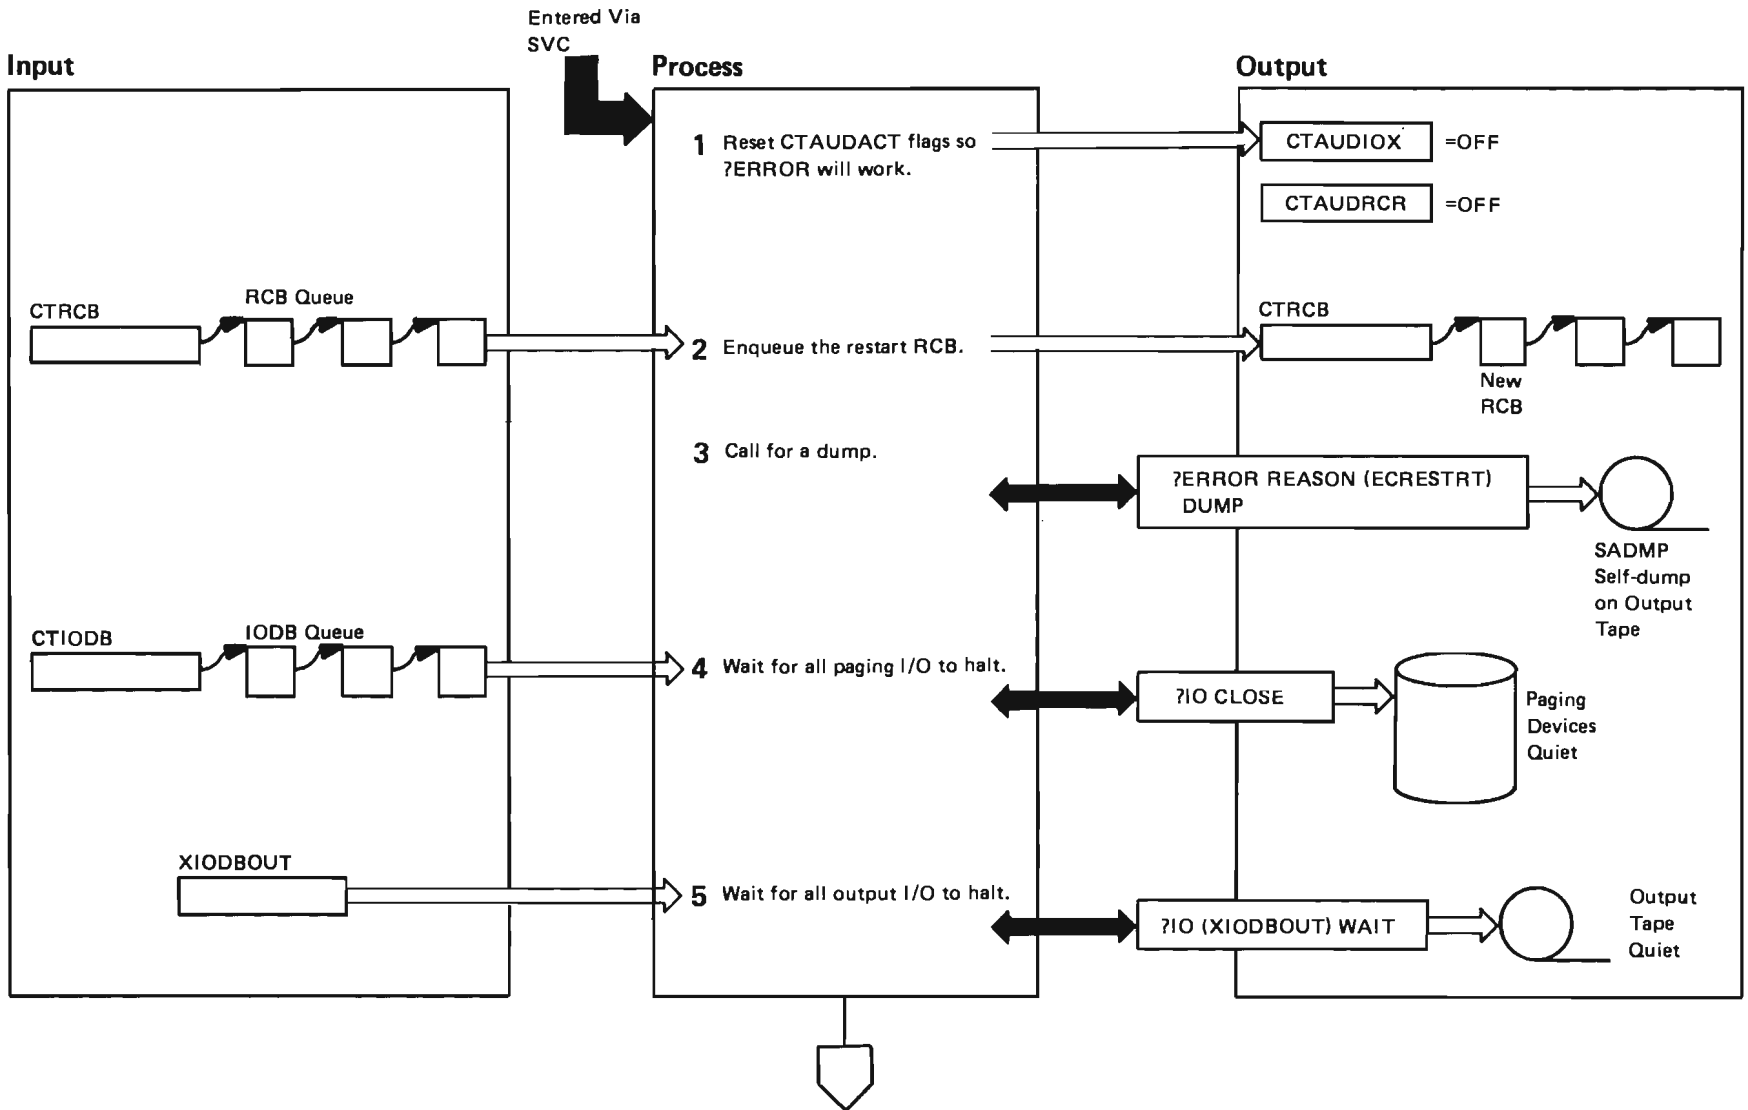 Entered Via
SVC
Input
Process
Output
1 Reset CTAUDACT flags so
?ERROR will work.
CTAUDIOX =OFF
CTAUDRCR =OFF
CTRCB
RCB Queue
2 Enqueue the restart RCB.
CTRCB
New
RCB
3 Call for a dump.
?ERROR REASON (ECRESTRT)
DUMP
SADMP
Self-dump
on Output
Tape
CTIODB
IODB Queue
4 Wait for all paging I/O to halt.
?IO CLOSE
Paging
Devices
Quiet
XIODBOUT
5 Wait for all output I/O to halt.
?IO (XIODBOUT) WAIT
Output
Tape
Quiet